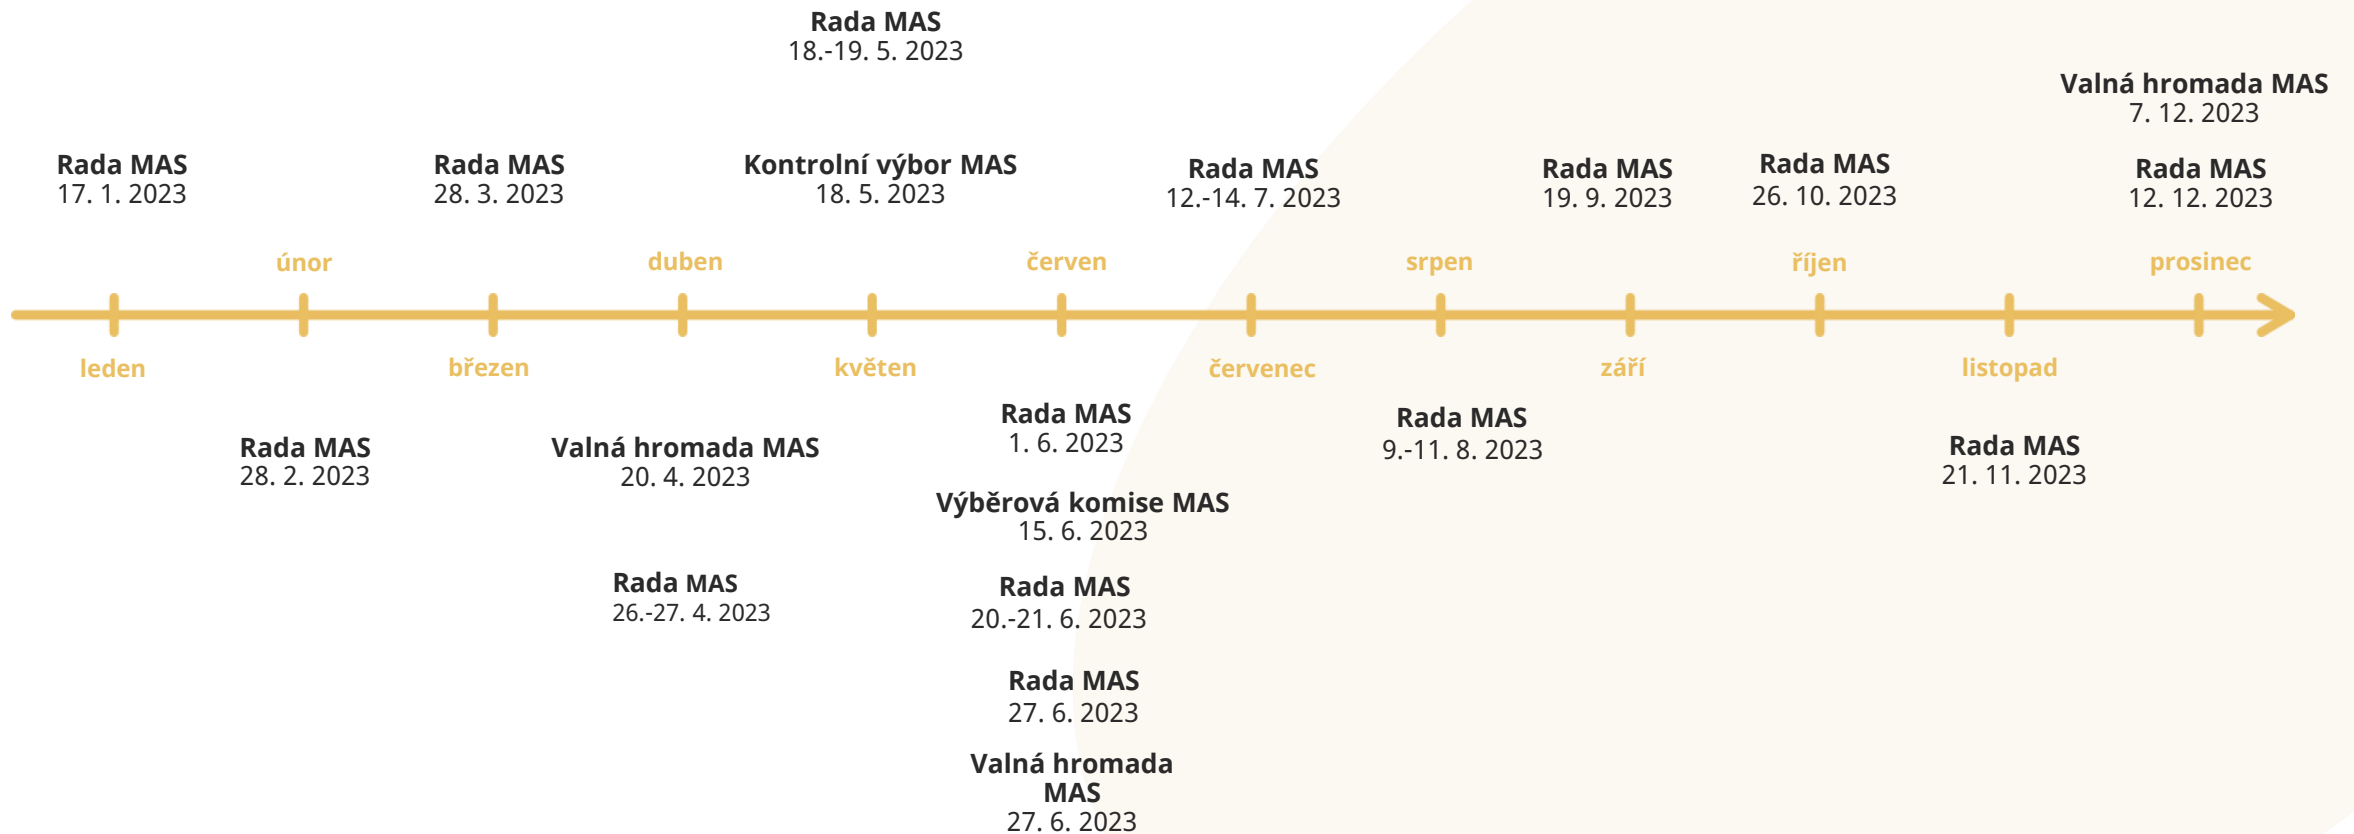 Rada MAS
18.-19. 5. 2023
Valná hromada MAS
7. 12. 2023
Rada MAS
17. 1. 2023
Rada MAS
28. 3. 2023
Kontrolní výbor MAS
18. 5. 2023
Rada MAS
12.-14. 7. 2023
Rada MAS
19. 9. 2023
Rada MAS
26. 10. 2023
Rada MAS
12. 12. 2023
únor
duben
červen
srpen
říjen
prosinec
leden
březen
květen
červenec
září
listopad
Rada MAS
28. 2. 2023
Valná hromada MAS
20. 4. 2023
Rada MAS
26.-27. 4. 2023
Rada MAS
1. 6. 2023
Výběrová komise MAS
15. 6. 2023
Rada MAS
20.-21. 6. 2023
Rada MAS
27. 6. 2023
Valná hromada
MAS
27. 6. 2023
Rada MAS
9.-11. 8. 2023
Rada MAS
21. 11. 2023